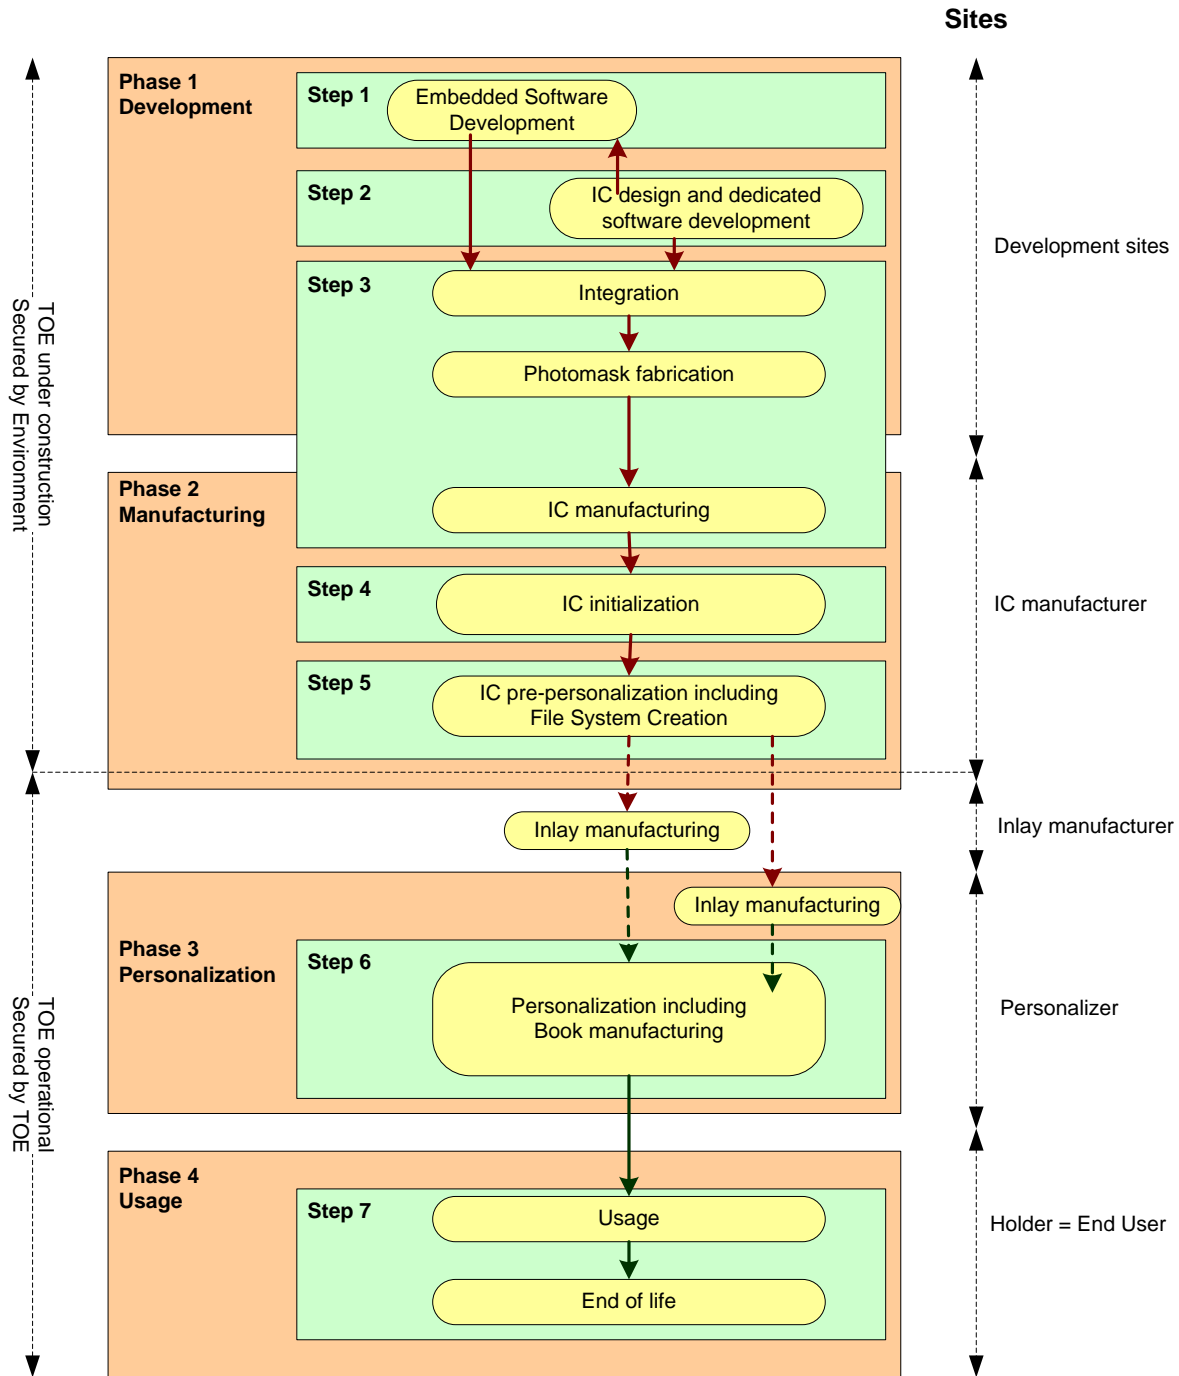 Sites
Phase 1
Development
Step 1
Embedded Software
Development
Step 2
IC design and dedicated
software development
Development sites
Step 3
Integration
Photomask fabrication
TOE under construction
Secured by Environment
Phase 2
Manufacturing
IC manufacturing
Step 4
IC initialization
IC manufacturer
Step 5
IC pre-personalization including
File System Creation
Inlay manufacturing
Inlay manufacturer
Inlay manufacturing
Phase 3
Personalization
Step 6
Personalization including
Book manufacturing
Personalizer
TOE operational
Secured by TOE
Phase 4
Usage
Step 7
Usage
Holder = End User
End of life